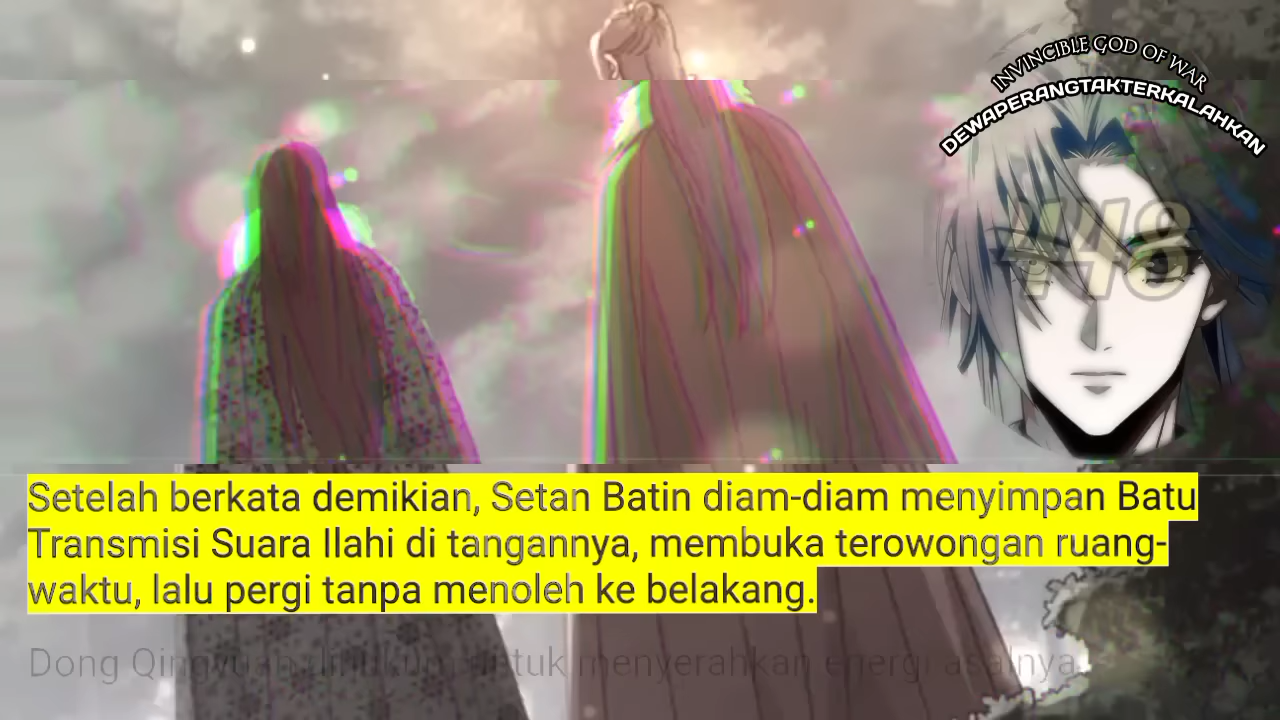 INVINCIBLE GOD OF WAR
DEWAPERANGTAKTERKALAHKAN
448
Setelah berkata demikian, Setan Batin diam-diam menyimpan Batu
Transmisi Suara Ilahi di tangannya, membuka terowongan ruang-
waktu, lalu pergi tanpa menoleh ke belakang.
Dong Qingyuan dihukum untuk menyerahkan energi asalnya.